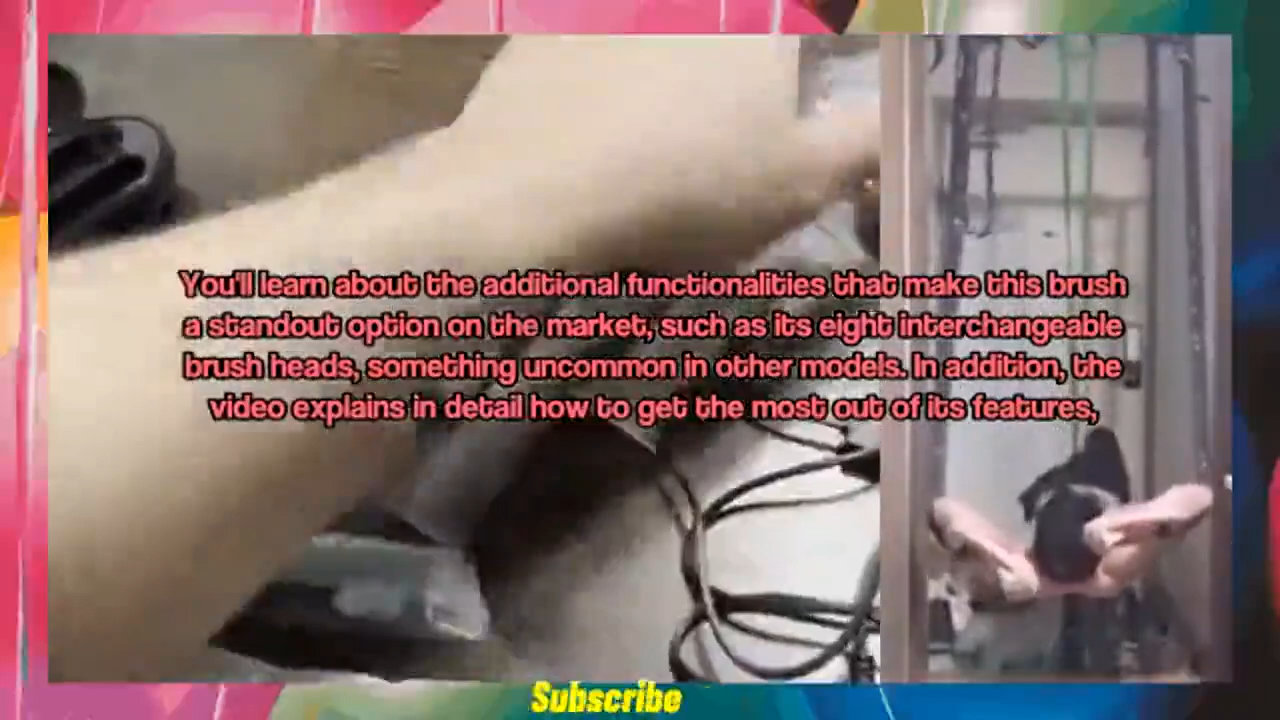 You'll learn about the additional functionalities that make this brush
a standout option on the market, such as its eight interchangeable
brush heads, something uncommon in other models. In addition, the
video explains in detail how to get the most out of its features,
Subscribe